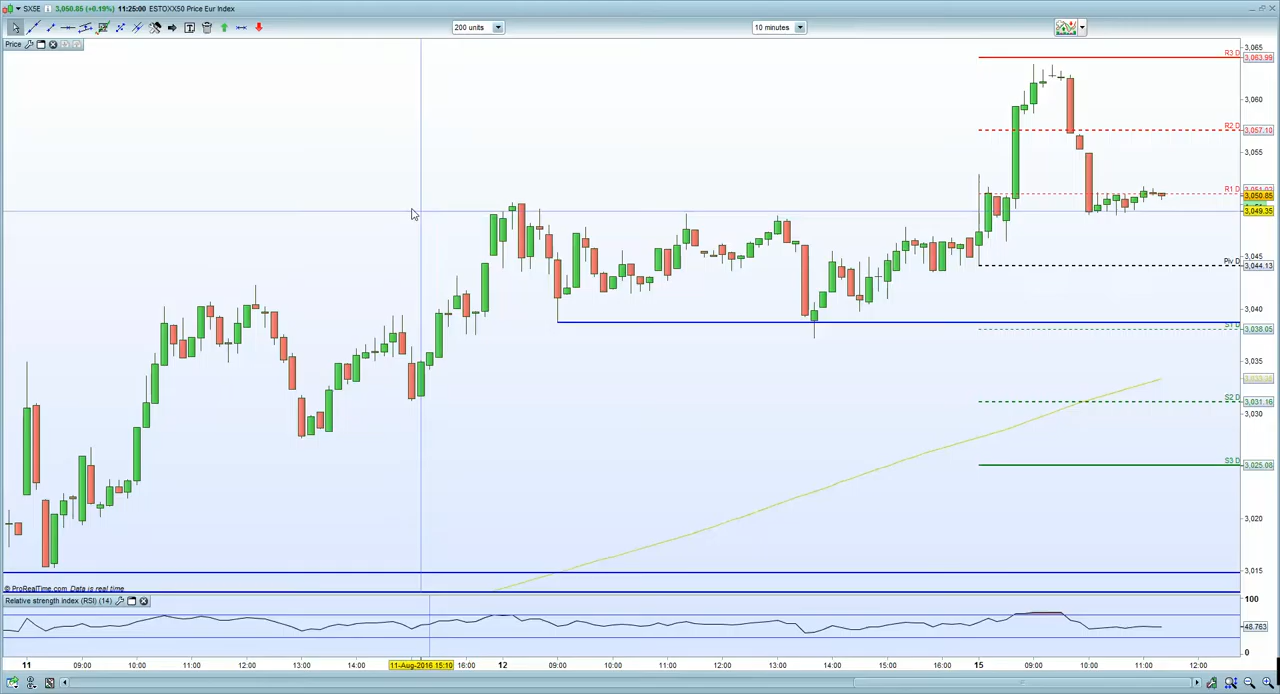 SX5E 3,050.85 (+0.19%) 11:25:00 ESTOXX50 Price Eur Index
200 units 10 minutes
Price
3,065
R3 D 3,063.99
3,060
R2 D 3,057.10
3,055
R1 D
3,050.85
3,049.35
3,045
Piv D 3,044.13
3,040
S1 D 3,038.05
3,035
3,030
S2 D 3,031.16
S3 D 3,025.08
3,020
3,015
© ProRealTime.com Data is real time
Relative strength index (RSI) (14)
100
48.763
0
11 09:00 10:00 11:00 12:00 13:00 14:00 11-Aug-2016 15:10 16:00 12 09:00 10:00 11:00 12:00 13:00 14:00 15:00 16:00 15 09:00 10:00 11:00 12:00